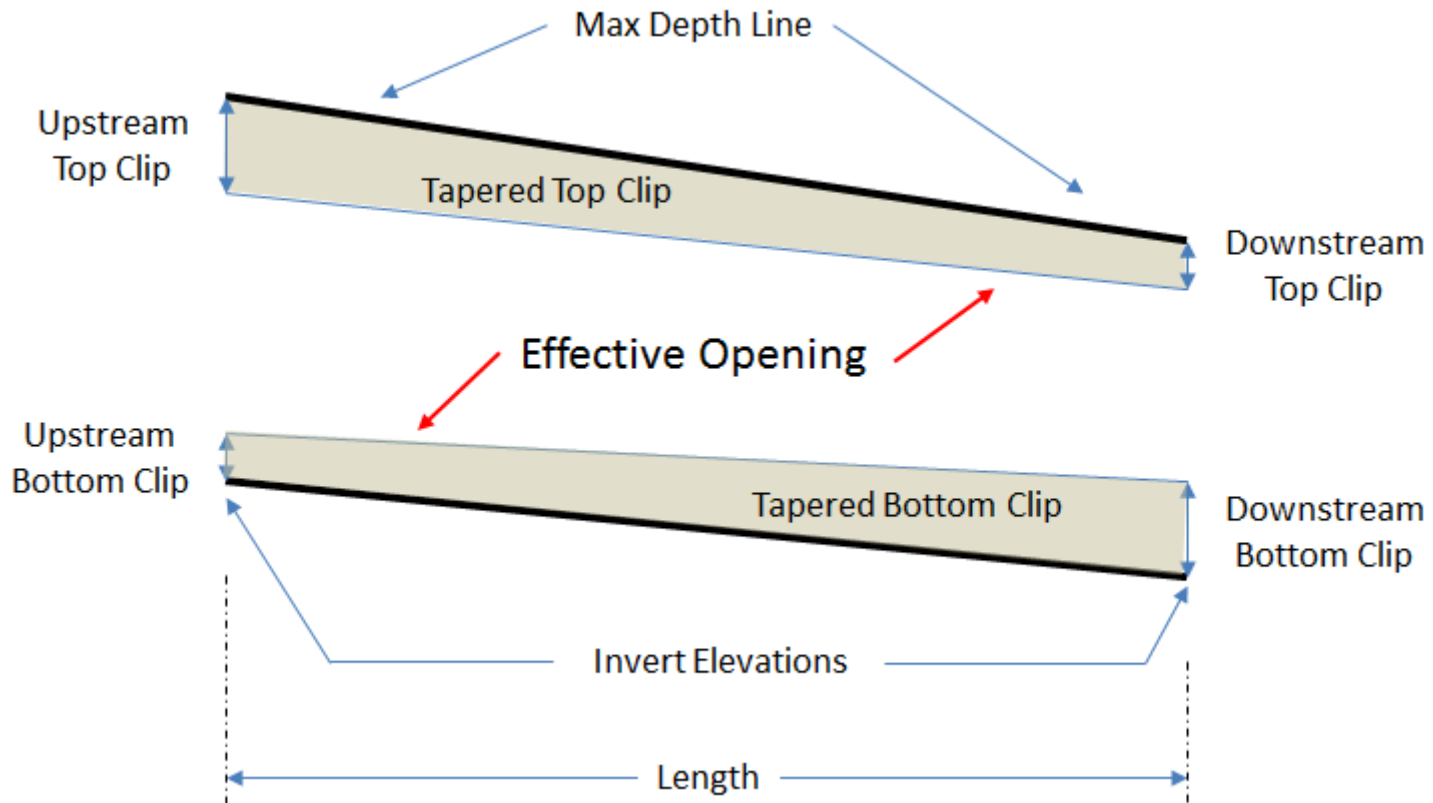 Max Depth Line
Upstream
Top Clip
Tapered Top Clip
Downstream
Top Clip
Effective Opening
Upstream
Bottom Clip
Tapered Bottom Clip
Downstream
Bottom Clip
Invert Elevations
Length